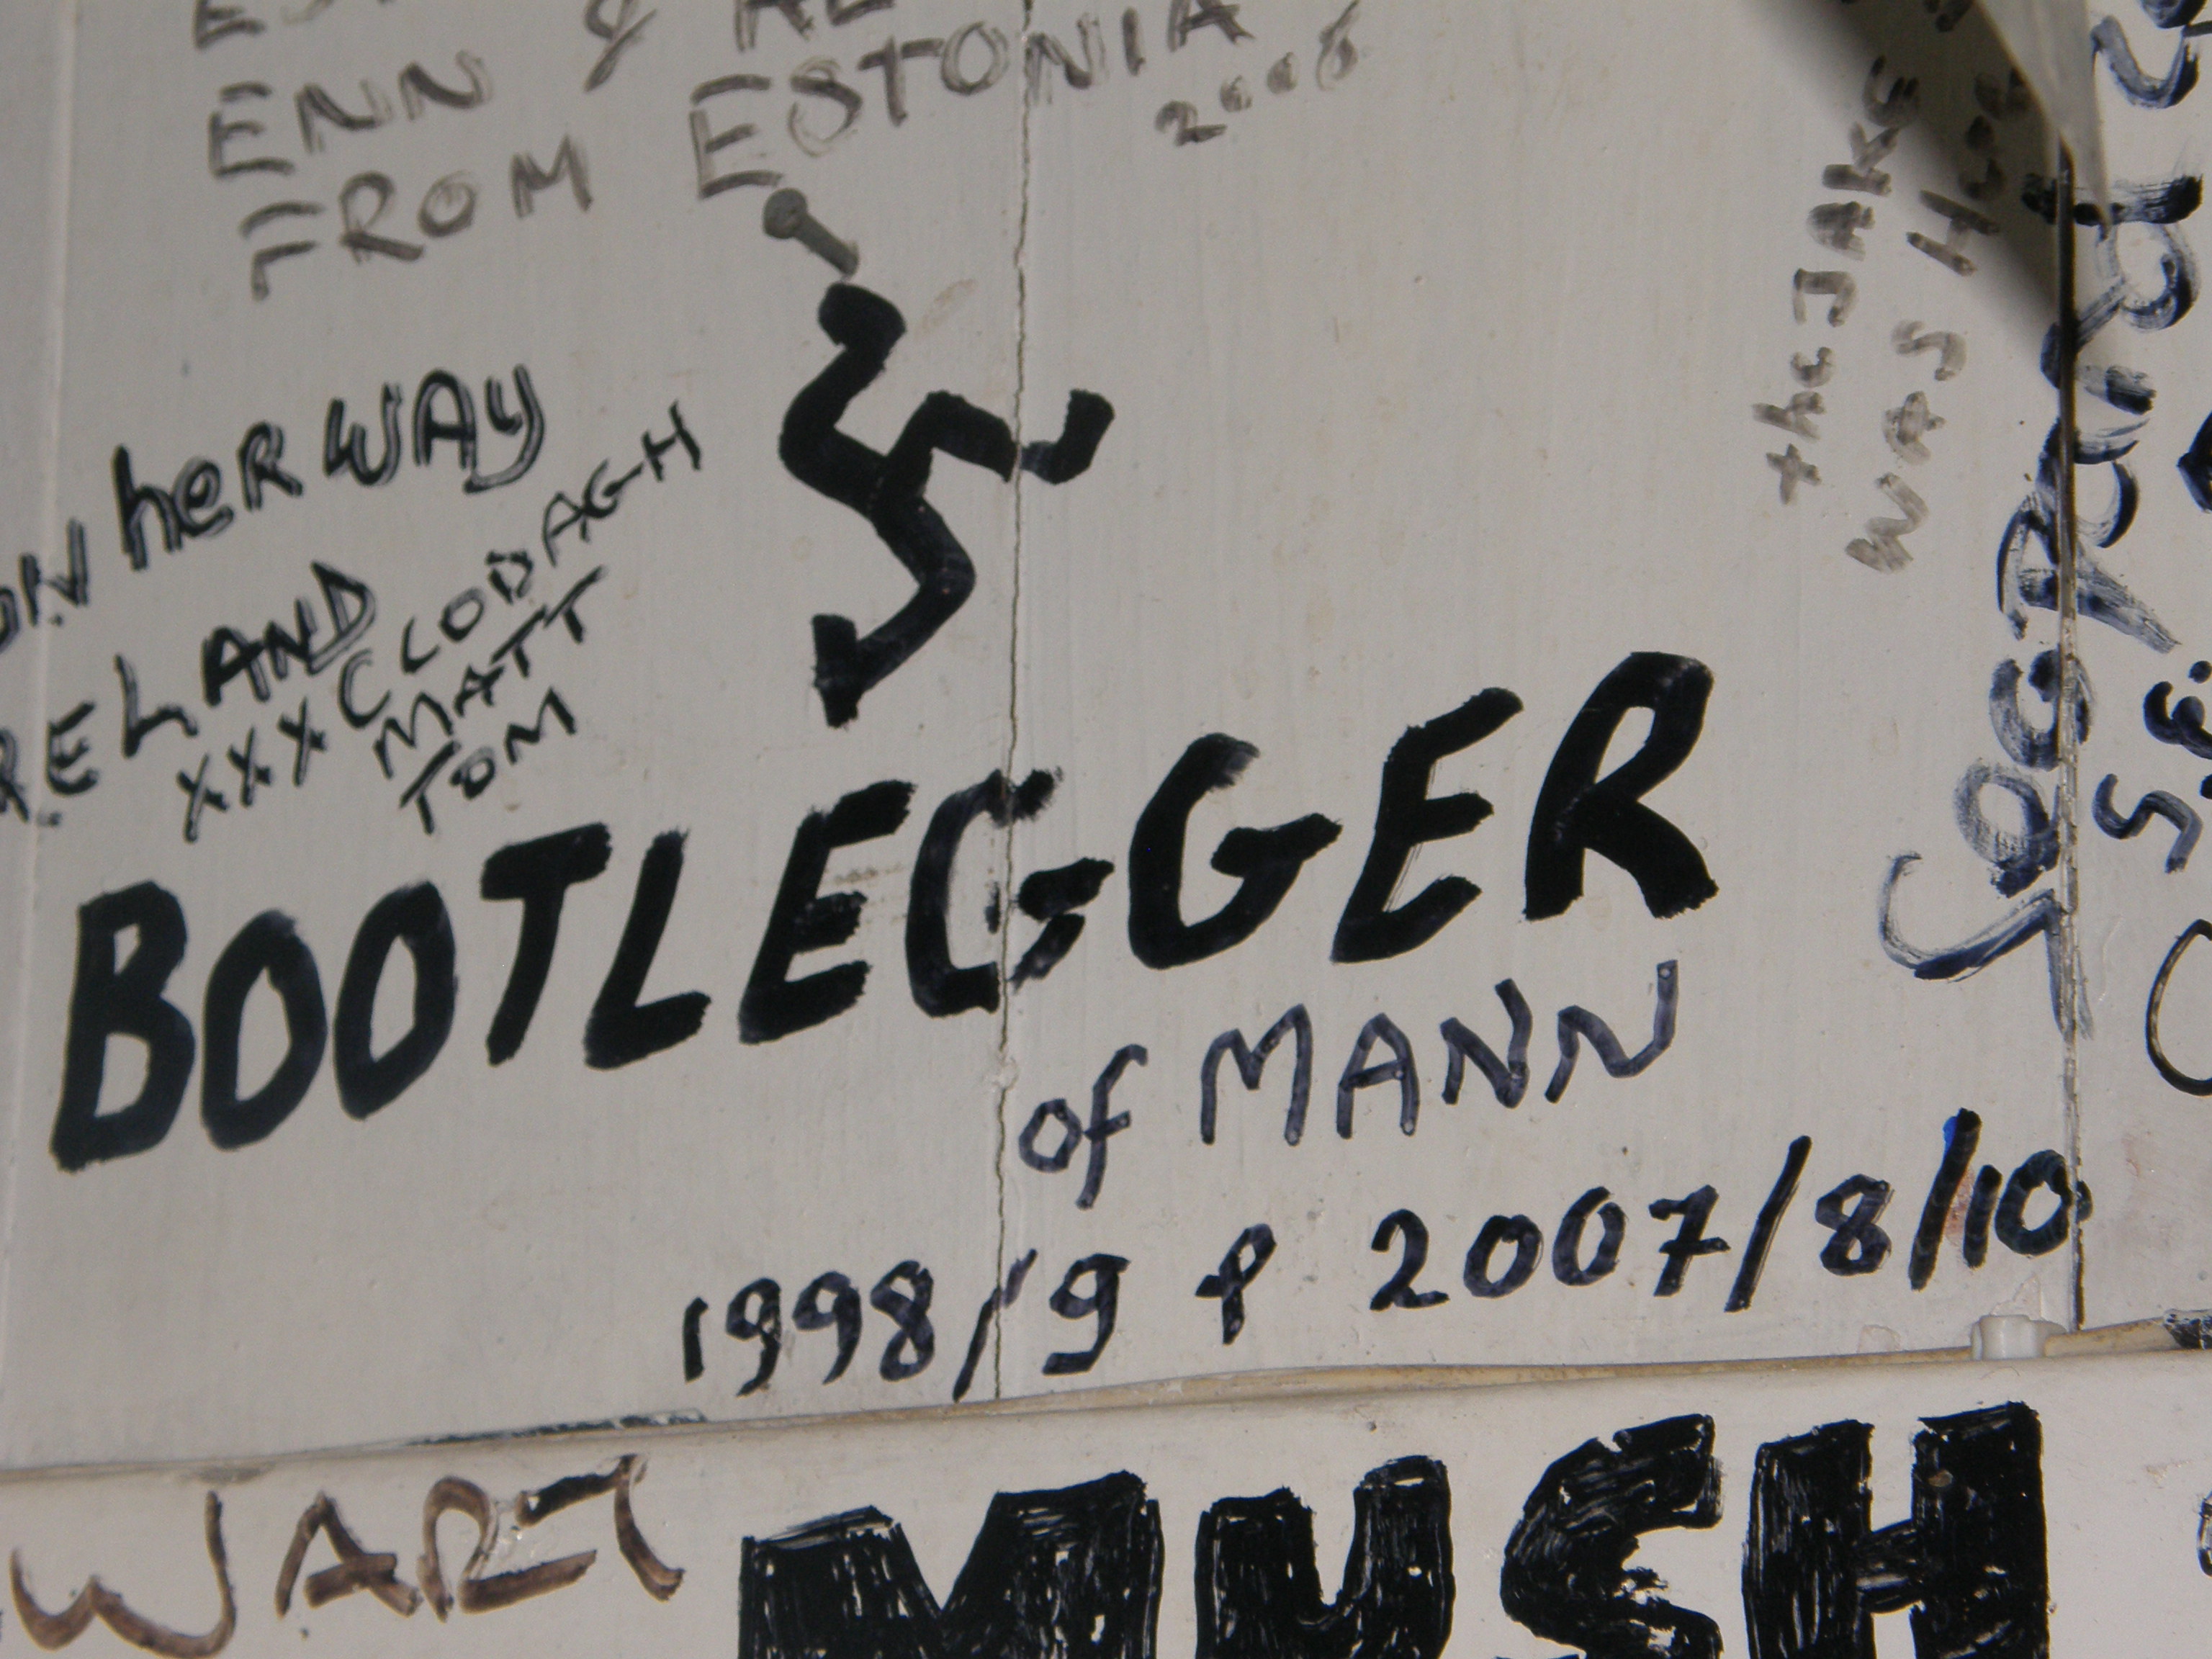 ENN &
FROM ESTONIA
2006
ON her WAY
RELAND
XXX CLODAGH
MATT
TOM
BOOTLEGGER
of MANN
1998/9 & 2007/8/10
the JAKE
WAS
WART
MUSH